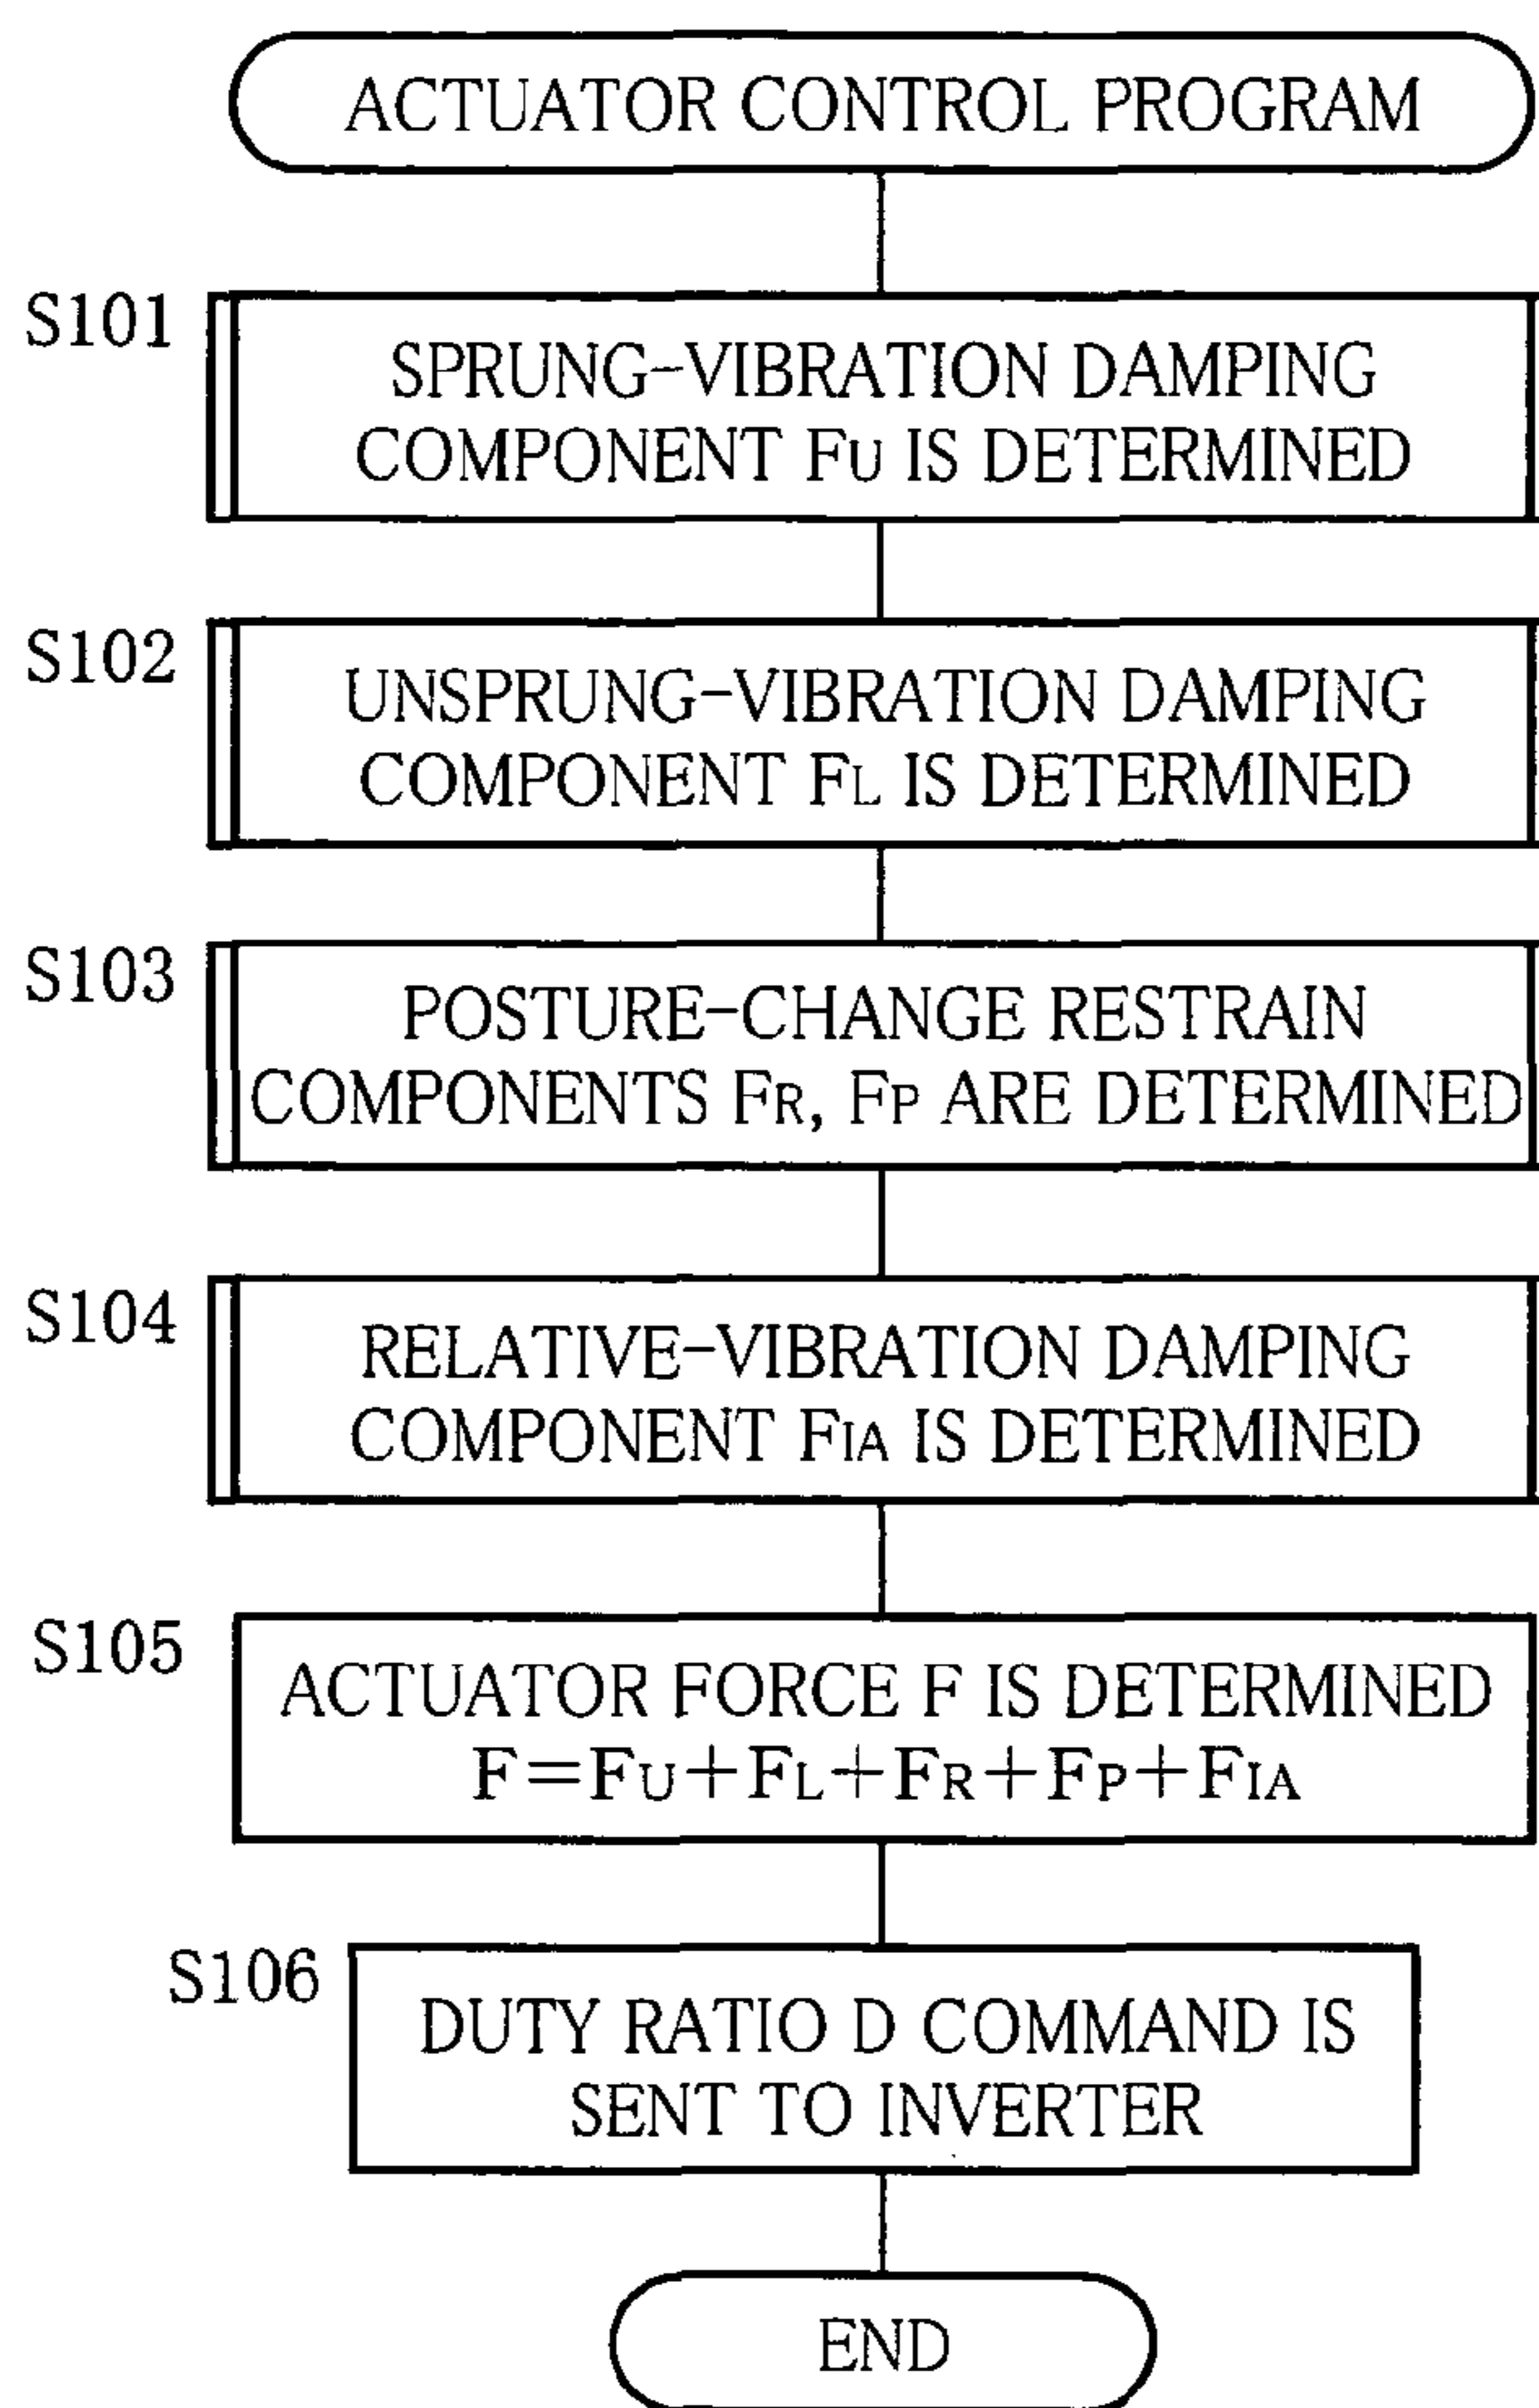 ACTUATOR CONTROL PROGRAM
S101
SPRUNG-VIBRATION DAMPING
COMPONENT FU IS DETERMINED
S102
UNSPRUNG-VIBRATION DAMPING
COMPONENT FL IS DETERMINED
S103
POSTURE-CHANGE RESTRAIN
COMPONENTS FR, FP ARE DETERMINED
S104
RELATIVE-VIBRATION DAMPING
COMPONENT FIA IS DETERMINED
S105
ACTUATOR FORCE F IS DETERMINED
F=FU+FL+FR+FP+FIA
S106
DUTY RATIO D COMMAND IS
SENT TO INVERTER
END